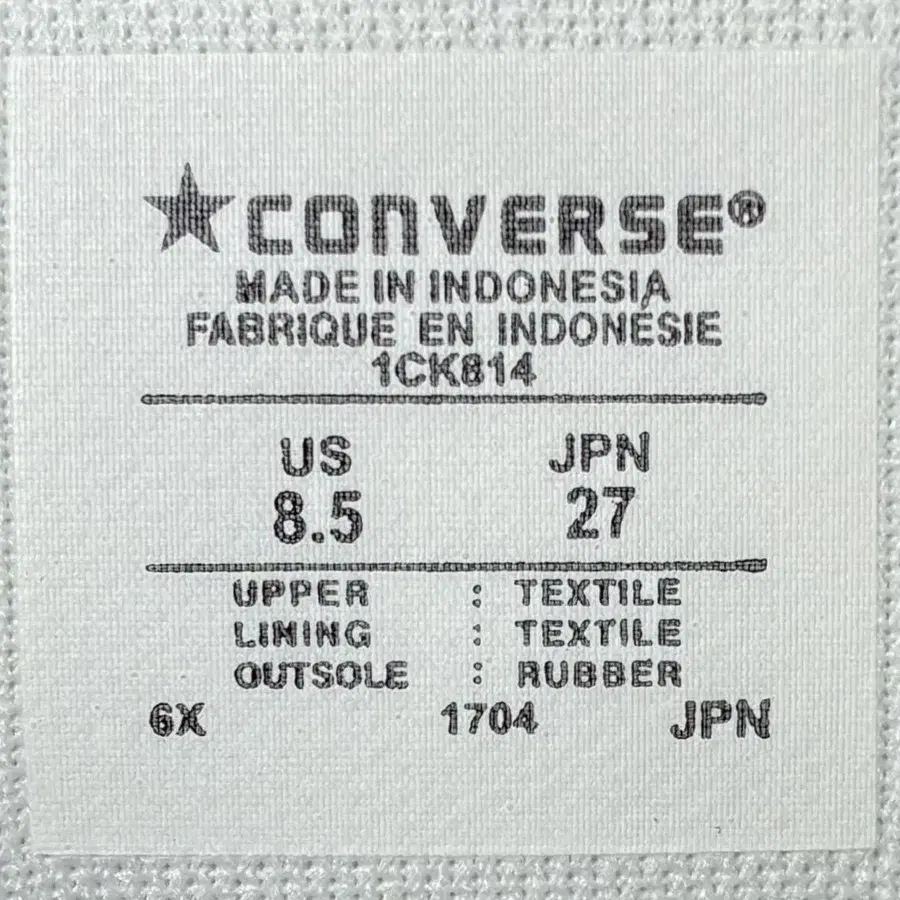 CONVERSE®
MADE IN INDONESIA
FABRIQUE EN INDONESIE
1CK814
US JPN
8.5 27
UPPER : TEXTILE
LINING : TEXTILE
OUTSOLE : RUBBER
6X 1704 JPN